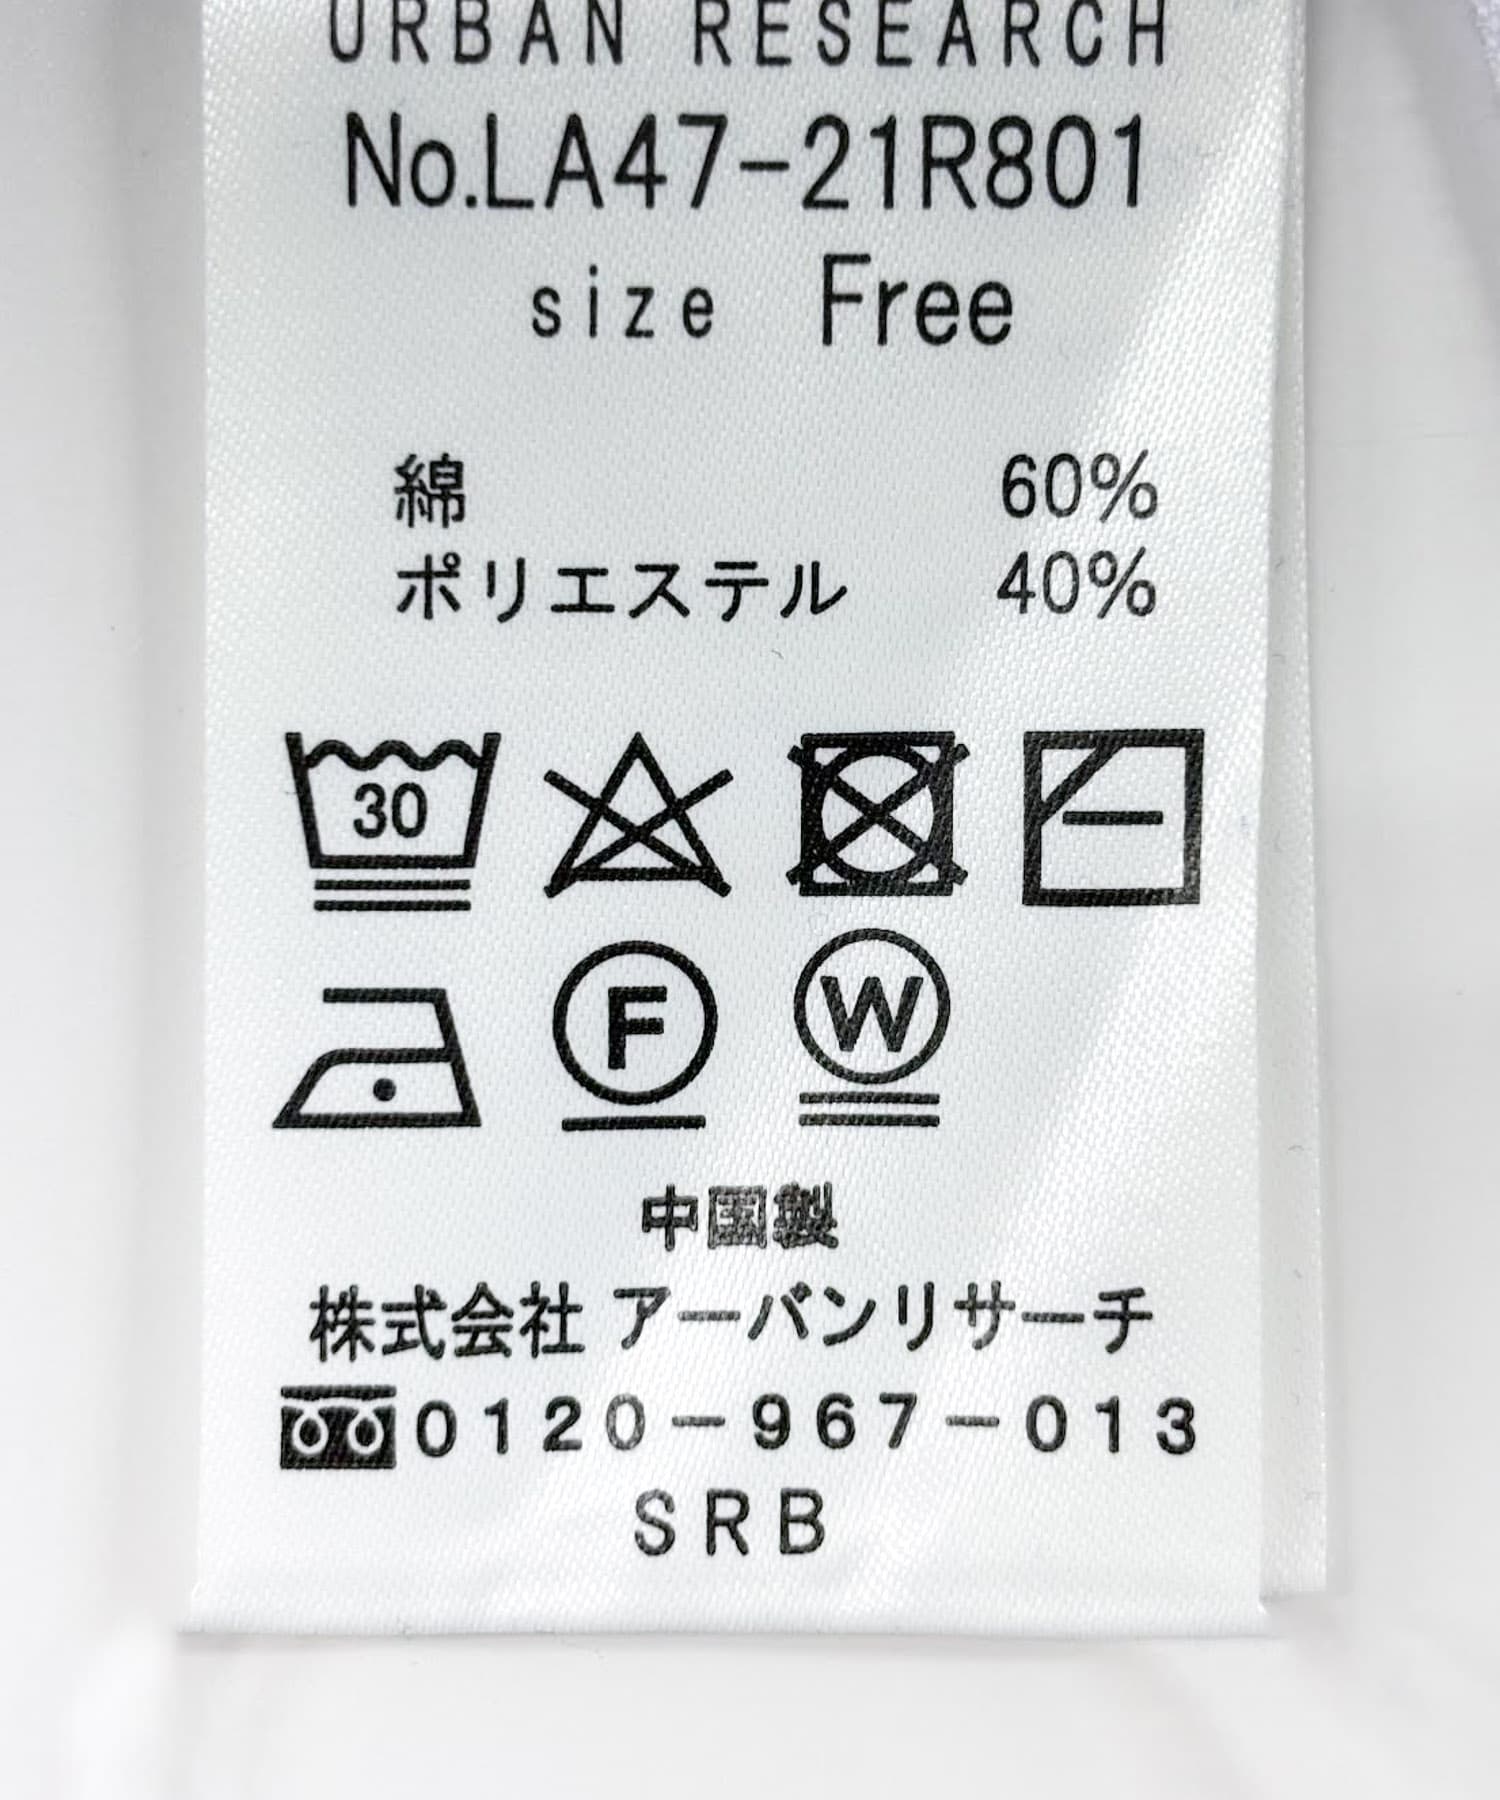 URBAN RESEARCH
No.LA47-21R801
size Free
綿 60%
ポリエステル 40%
30
F W
中国製
株式会社 アーバンリサーチ
0120-967-013
SRB